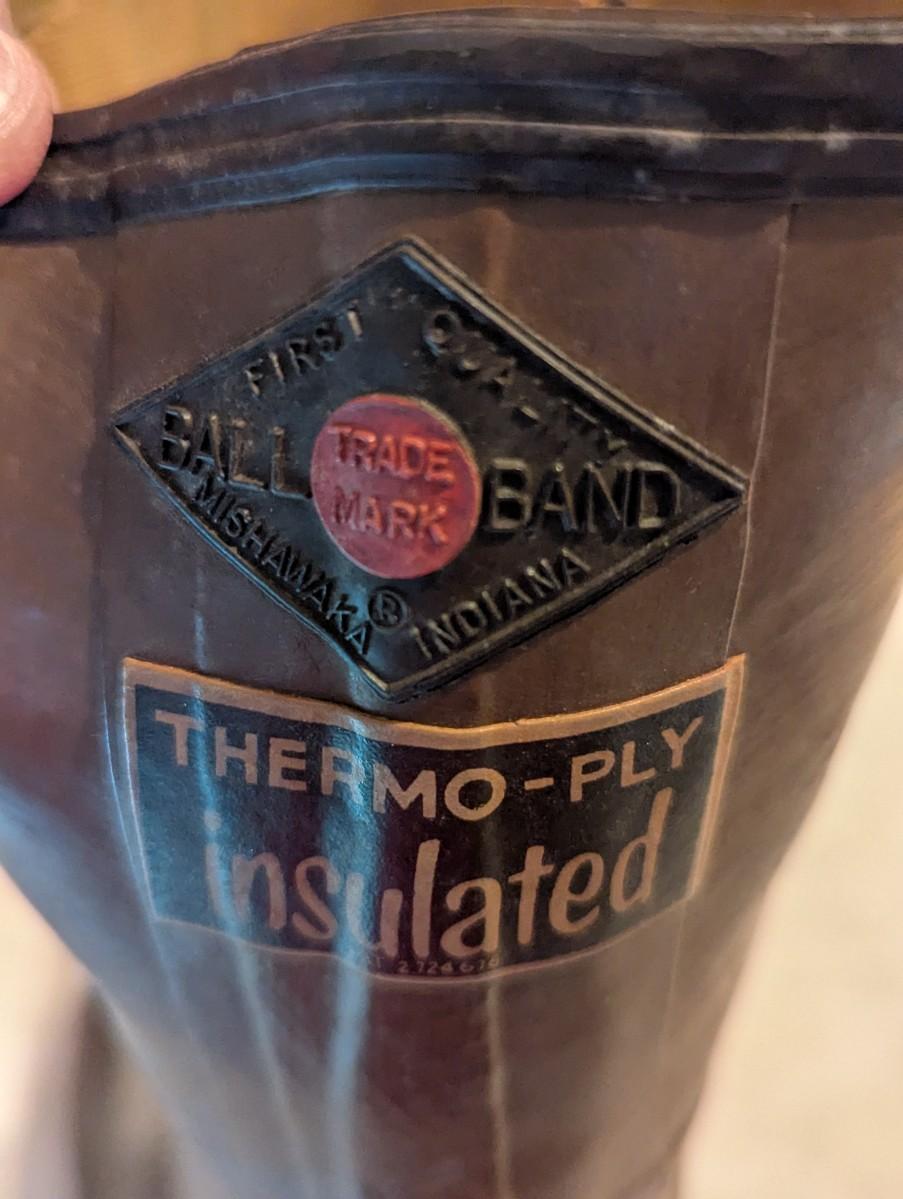 FIRST QUALITY
BALL TRADE MARK BAND
MISHAWAKA ® INDIANA
THERMO-PLY
insulated